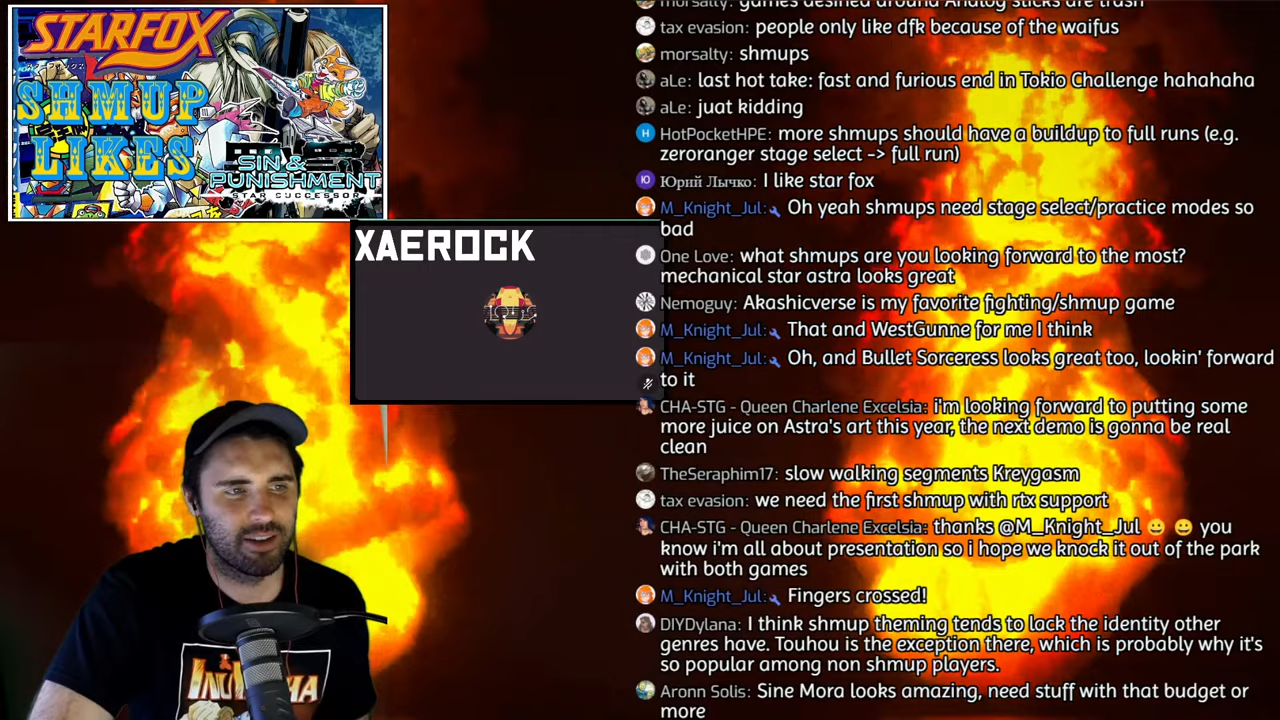 STARFOX
SHMUP
LIKES
SIN &
PUNISHMENT
STAR SUCCESSOR
XAEROCK
morsalty: games desined around Analog sticks are trash
tax evasion: people only like dfk because of the waifus
morsalty: shmups
aLe: last hot take: fast and furious end in Tokio Challenge hahahaha
aLe: juat kidding
H HotPocketHPE: more shmups should have a buildup to full runs (e.g.
zeroranger stage select -> full run)
Ю Юрий Лычко: I like star fox
M_Knight_Jul: Oh yeah shmups need stage select/practice modes so
bad
One Love: what shmups are you looking forward to the most?
mechanical star astra looks great
Nemoguy: Akashicverse is my favorite fighting/shmup game
M_Knight_Jul: That and WestGunne for me I think
M_Knight_Jul: Oh, and Bullet Sorceress looks great too, lookin' forward
to it
CHA-STG - Queen Charlene Excelsia: i'm looking forward to putting some
more juice on Astra's art this year, the next demo is gonna be real
clean
TheSeraphim17: slow walking segments Kreygasm
tax evasion: we need the first shmup with rtx support
CHA-STG - Queen Charlene Excelsia: thanks @M_Knight_Jul 😀 😀 you
know i'm all about presentation so i hope we knock it out of the park
with both games
M_Knight_Jul: Fingers crossed!
DIYDylana: I think shmup theming tends to lack the identity other
genres have. Touhou is the exception there, which is probably why it's
so popular among non shmup players.
Aronn Solis: Sine Mora looks amazing, need stuff with that budget or
more